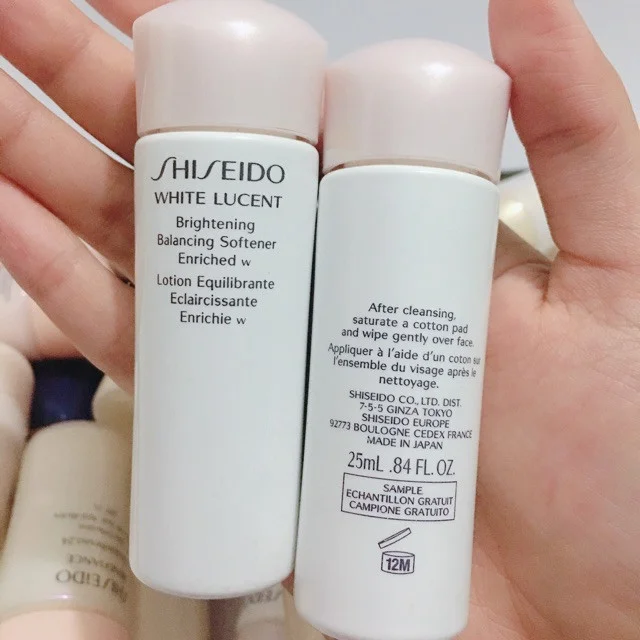 SHISEIDO
WHITE LUCENT
Brightening
Balancing Softener
Enriched w
Lotion Equilibrante
Eclaircissante
Enrichie w
After cleansing,
saturate a cotton pad
and wipe gently over face.
Appliquer à l'aide d'un coton sur
l'ensemble du visage après le
nettoyage.
SHISEIDO CO., LTD. DIST.
7-5-5 GINZA TOKYO
SHISEIDO EUROPE
92773 BOULOGNE CEDEX FRANCE
MADE IN JAPAN
25mL .84 FL. OZ.
SAMPLE
ECHANTILLON GRATUIT
CAMPIONE GRATUITO
12M
SHISEIDO